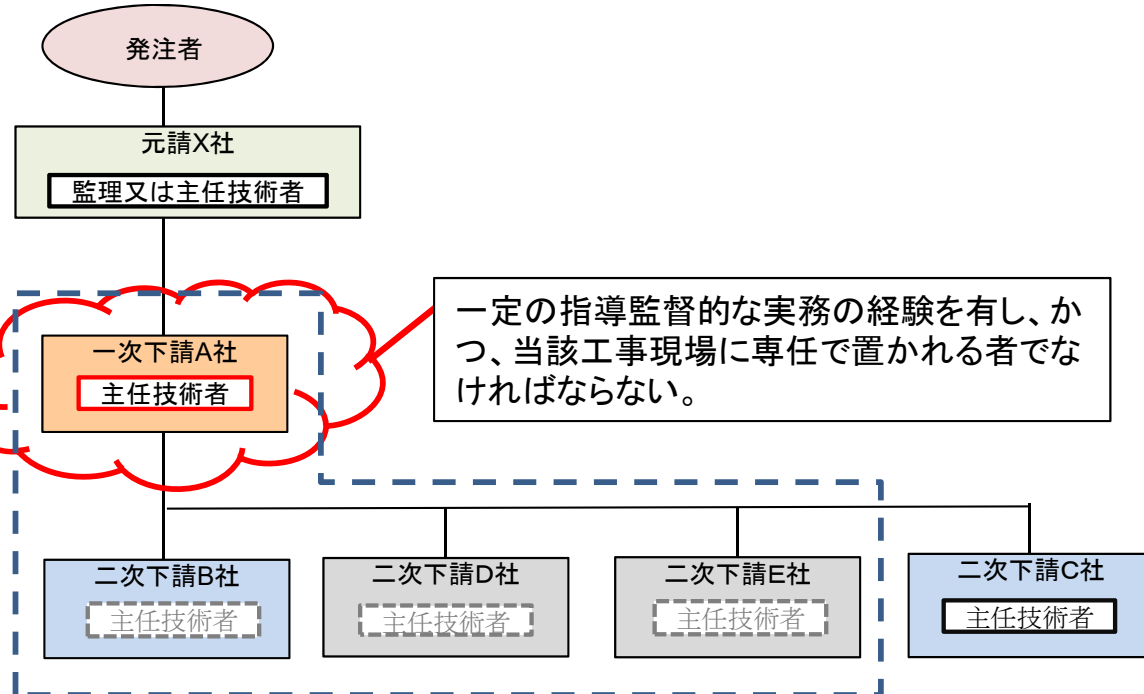 発注者
元請X社
監理又は主任技術者
一次下請A社
主任技術者
一定の指導監督的な実務の経験を有し、か
つ、当該工事現場に専任で置かれる者でな
ければならない。
二次下請B社
主任技術者
二次下請D社
主任技術者
二次下請E社
主任技術者
二次下請C社
主任技術者